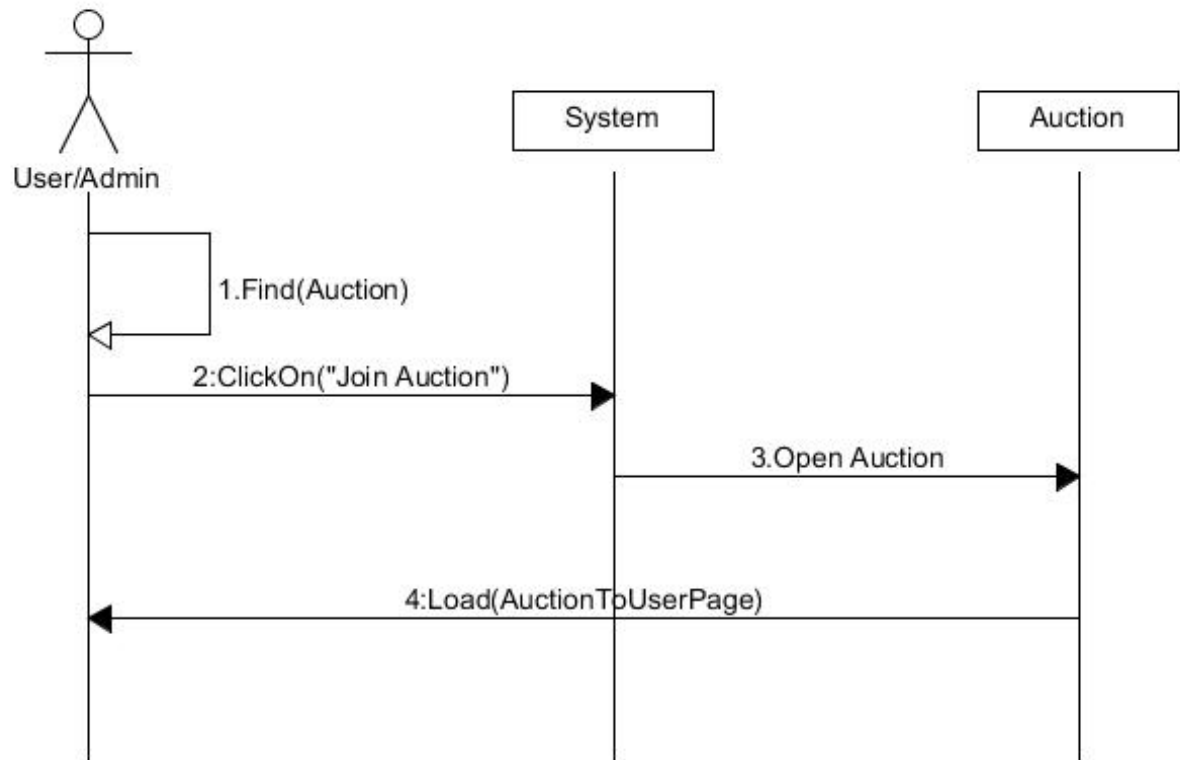 System
Auction
User/Admin
1.Find(Auction)
2:ClickOn("Join Auction")
3.Open Auction
4:Load(AuctionToUserPage)